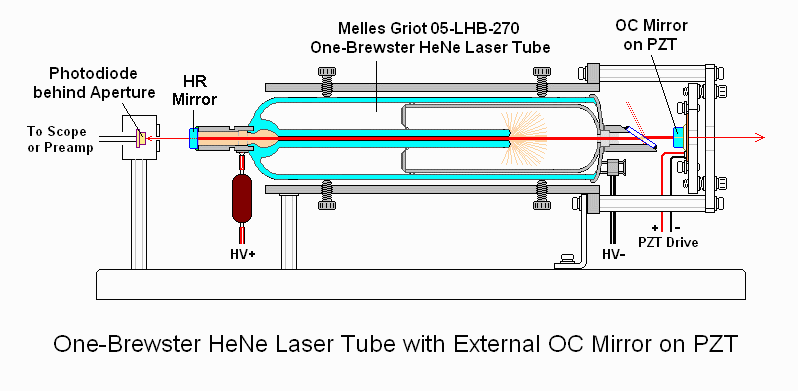 Melles Griot 05-LHB-270
One-Brewster HeNe Laser Tube
OC Mirror
on PZT
Photodiode
behind Aperture
HR
Mirror
To Scope
or Preamp
HV+
HV-
+ -
PZT Drive
One-Brewster HeNe Laser Tube with External OC Mirror on PZT